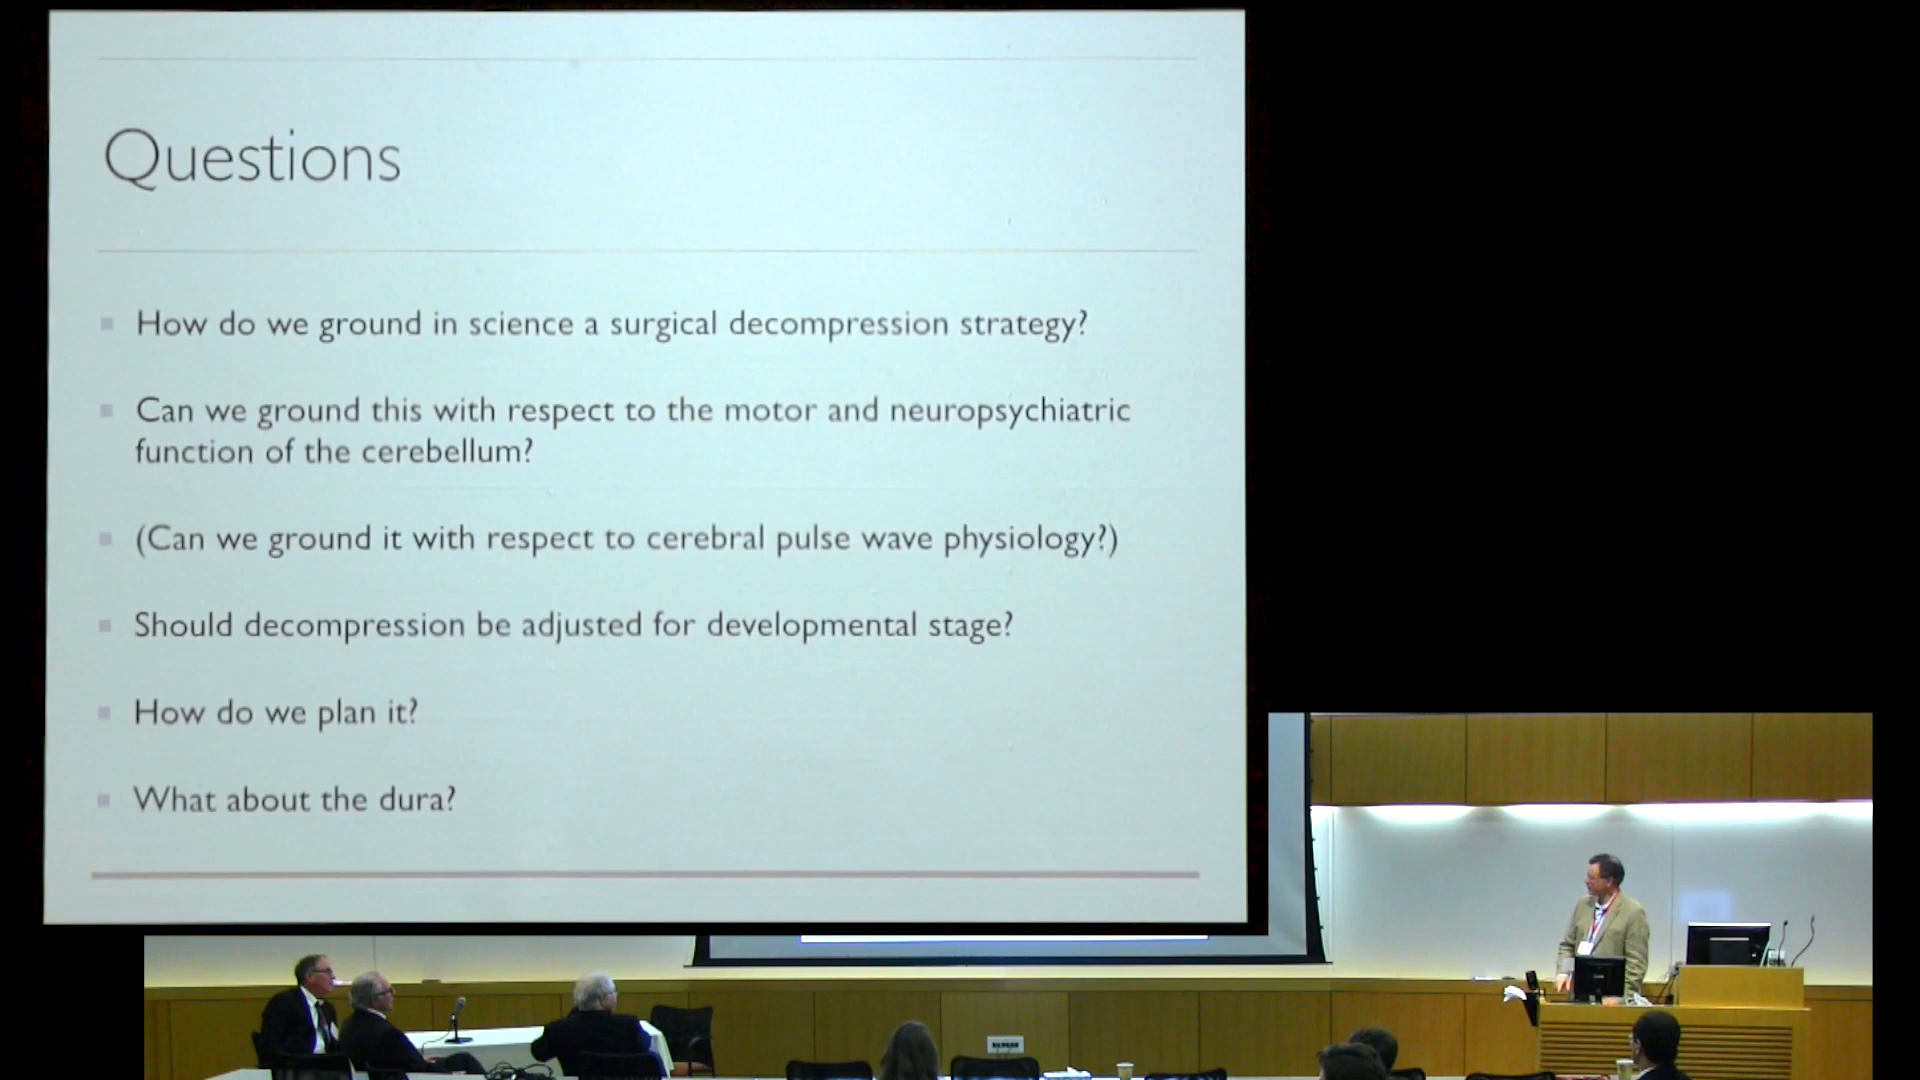 Questions
How do we ground in science a surgical decompression strategy?
Can we ground this with respect to the motor and neuropsychiatric
function of the cerebellum?
(Can we ground it with respect to cerebral pulse wave physiology?)
Should decompression be adjusted for developmental stage?
How do we plan it?
What about the dura?